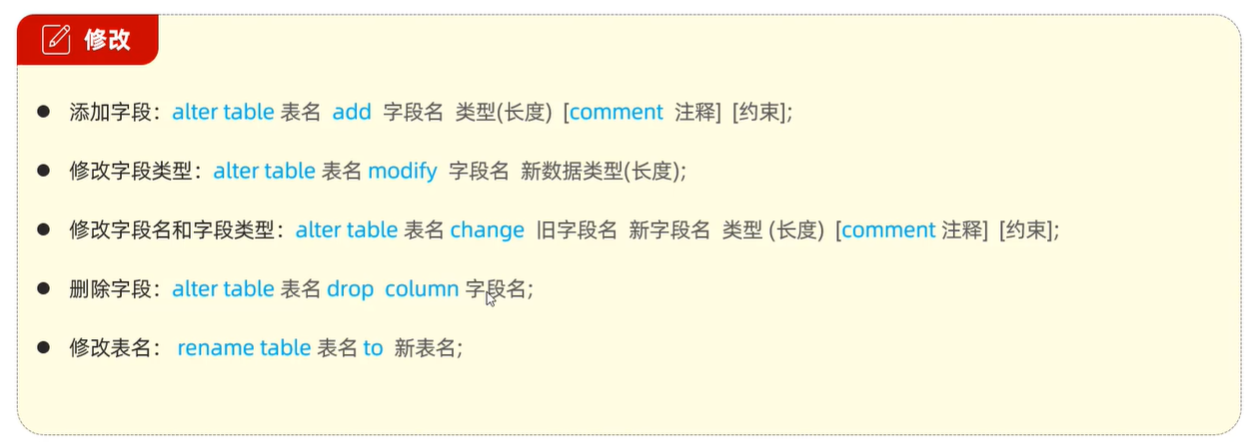 修改
添加字段：alter table 表名 add 字段名 类型(长度) [comment 注释] [约束];
修改字段类型：alter table 表名 modify 字段名 新数据类型(长度);
修改字段名和字段类型：alter table 表名 change 旧字段名 新字段名 类型 (长度) [comment 注释] [约束];
删除字段：alter table 表名 drop column 字段名;
修改表名： rename table 表名 to 新表名;